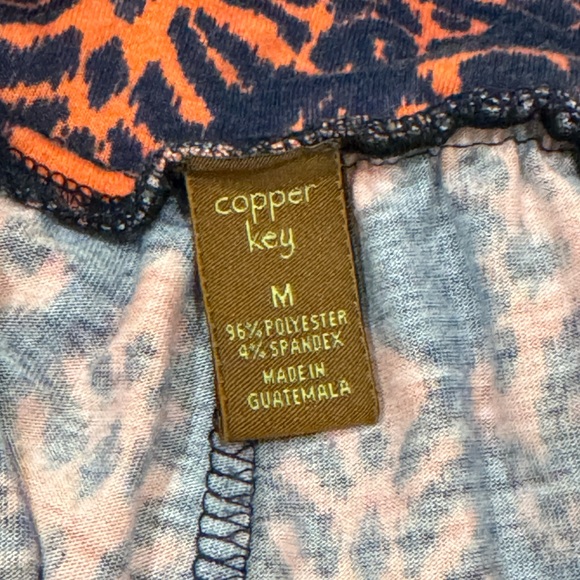 copper
key
M
96% POLYESTER
4% SPANDEX
MADE IN
GUATEMALA